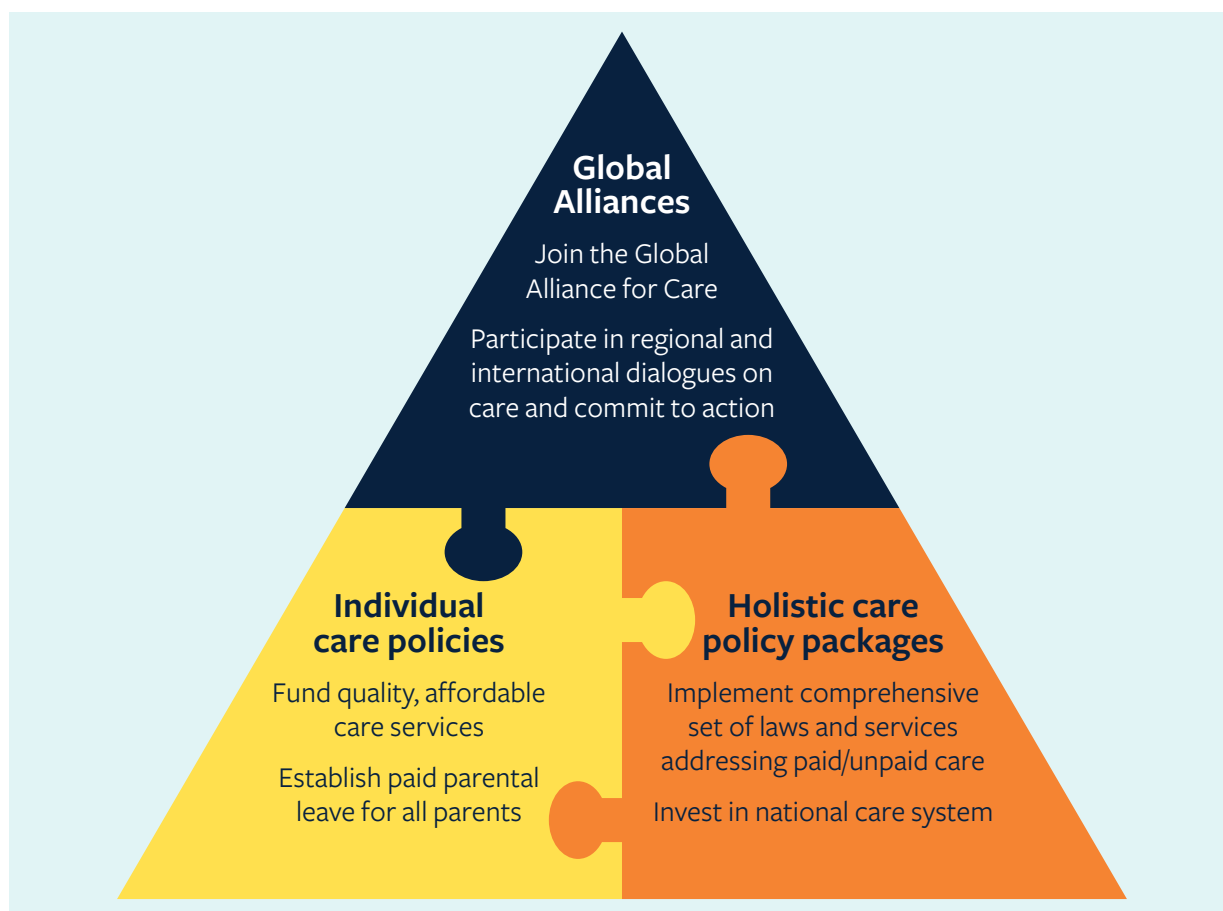 Global
Alliances
Join the Global
Alliance for Care
Participate in regional and
international dialogues on
care and commit to action
Individual
care policies
Fund quality, affordable
care services
Establish paid parental
leave for all parents
Holistic care
policy packages
Implement comprehensive
set of laws and services
addressing paid/unpaid care
Invest in national care system